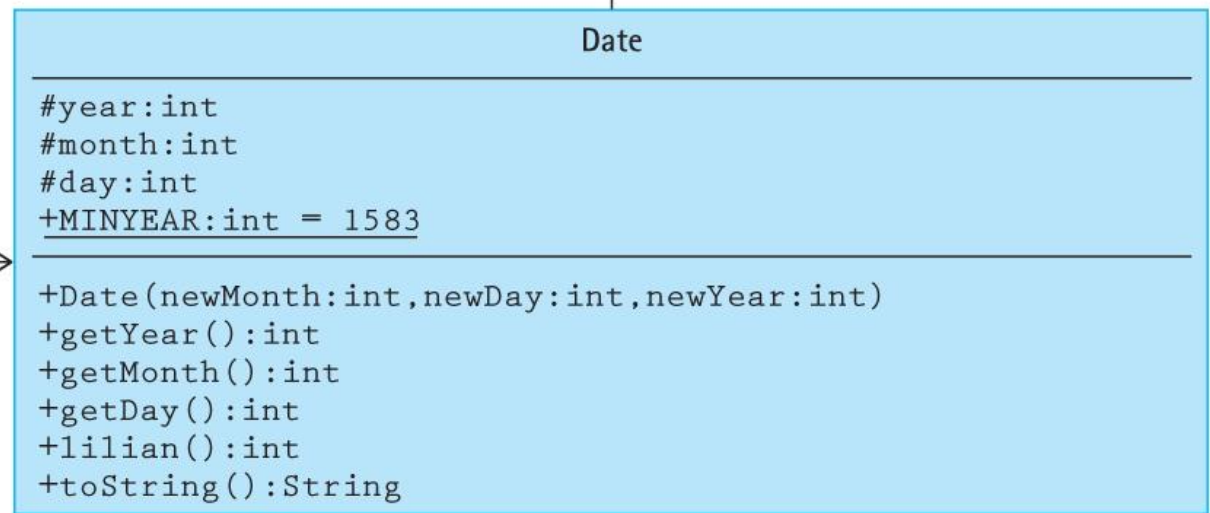 Date
#year:int
#month:int
#day:int
+MINYEAR:int = 1583
+Date(newMonth:int,newDay:int,newYear:int)
+getYear():int
+getMonth():int
+getDay():int
+lilian():int
+toString():String